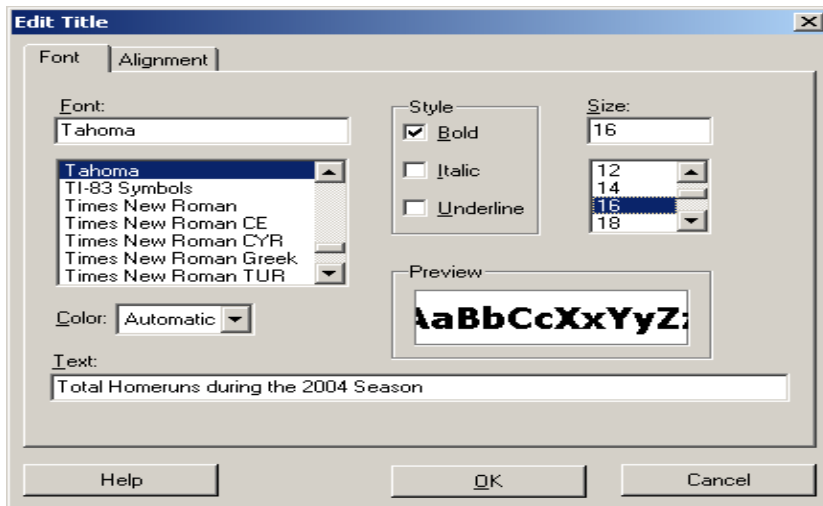 Edit Title
Font Alignment
Font:
Tahoma
Tahoma
TI-83 Symbols
Times New Roman
Times New Roman CE
Times New Roman CYR
Times New Roman Greek
Times New Roman TUR
Style
Bold
Italic
Underline
Size:
16
12
14
16
18
Color: Automatic
Preview
AaBbCcXxYyZz
Text:
Total Homeruns during the 2004 Season
Help OK Cancel